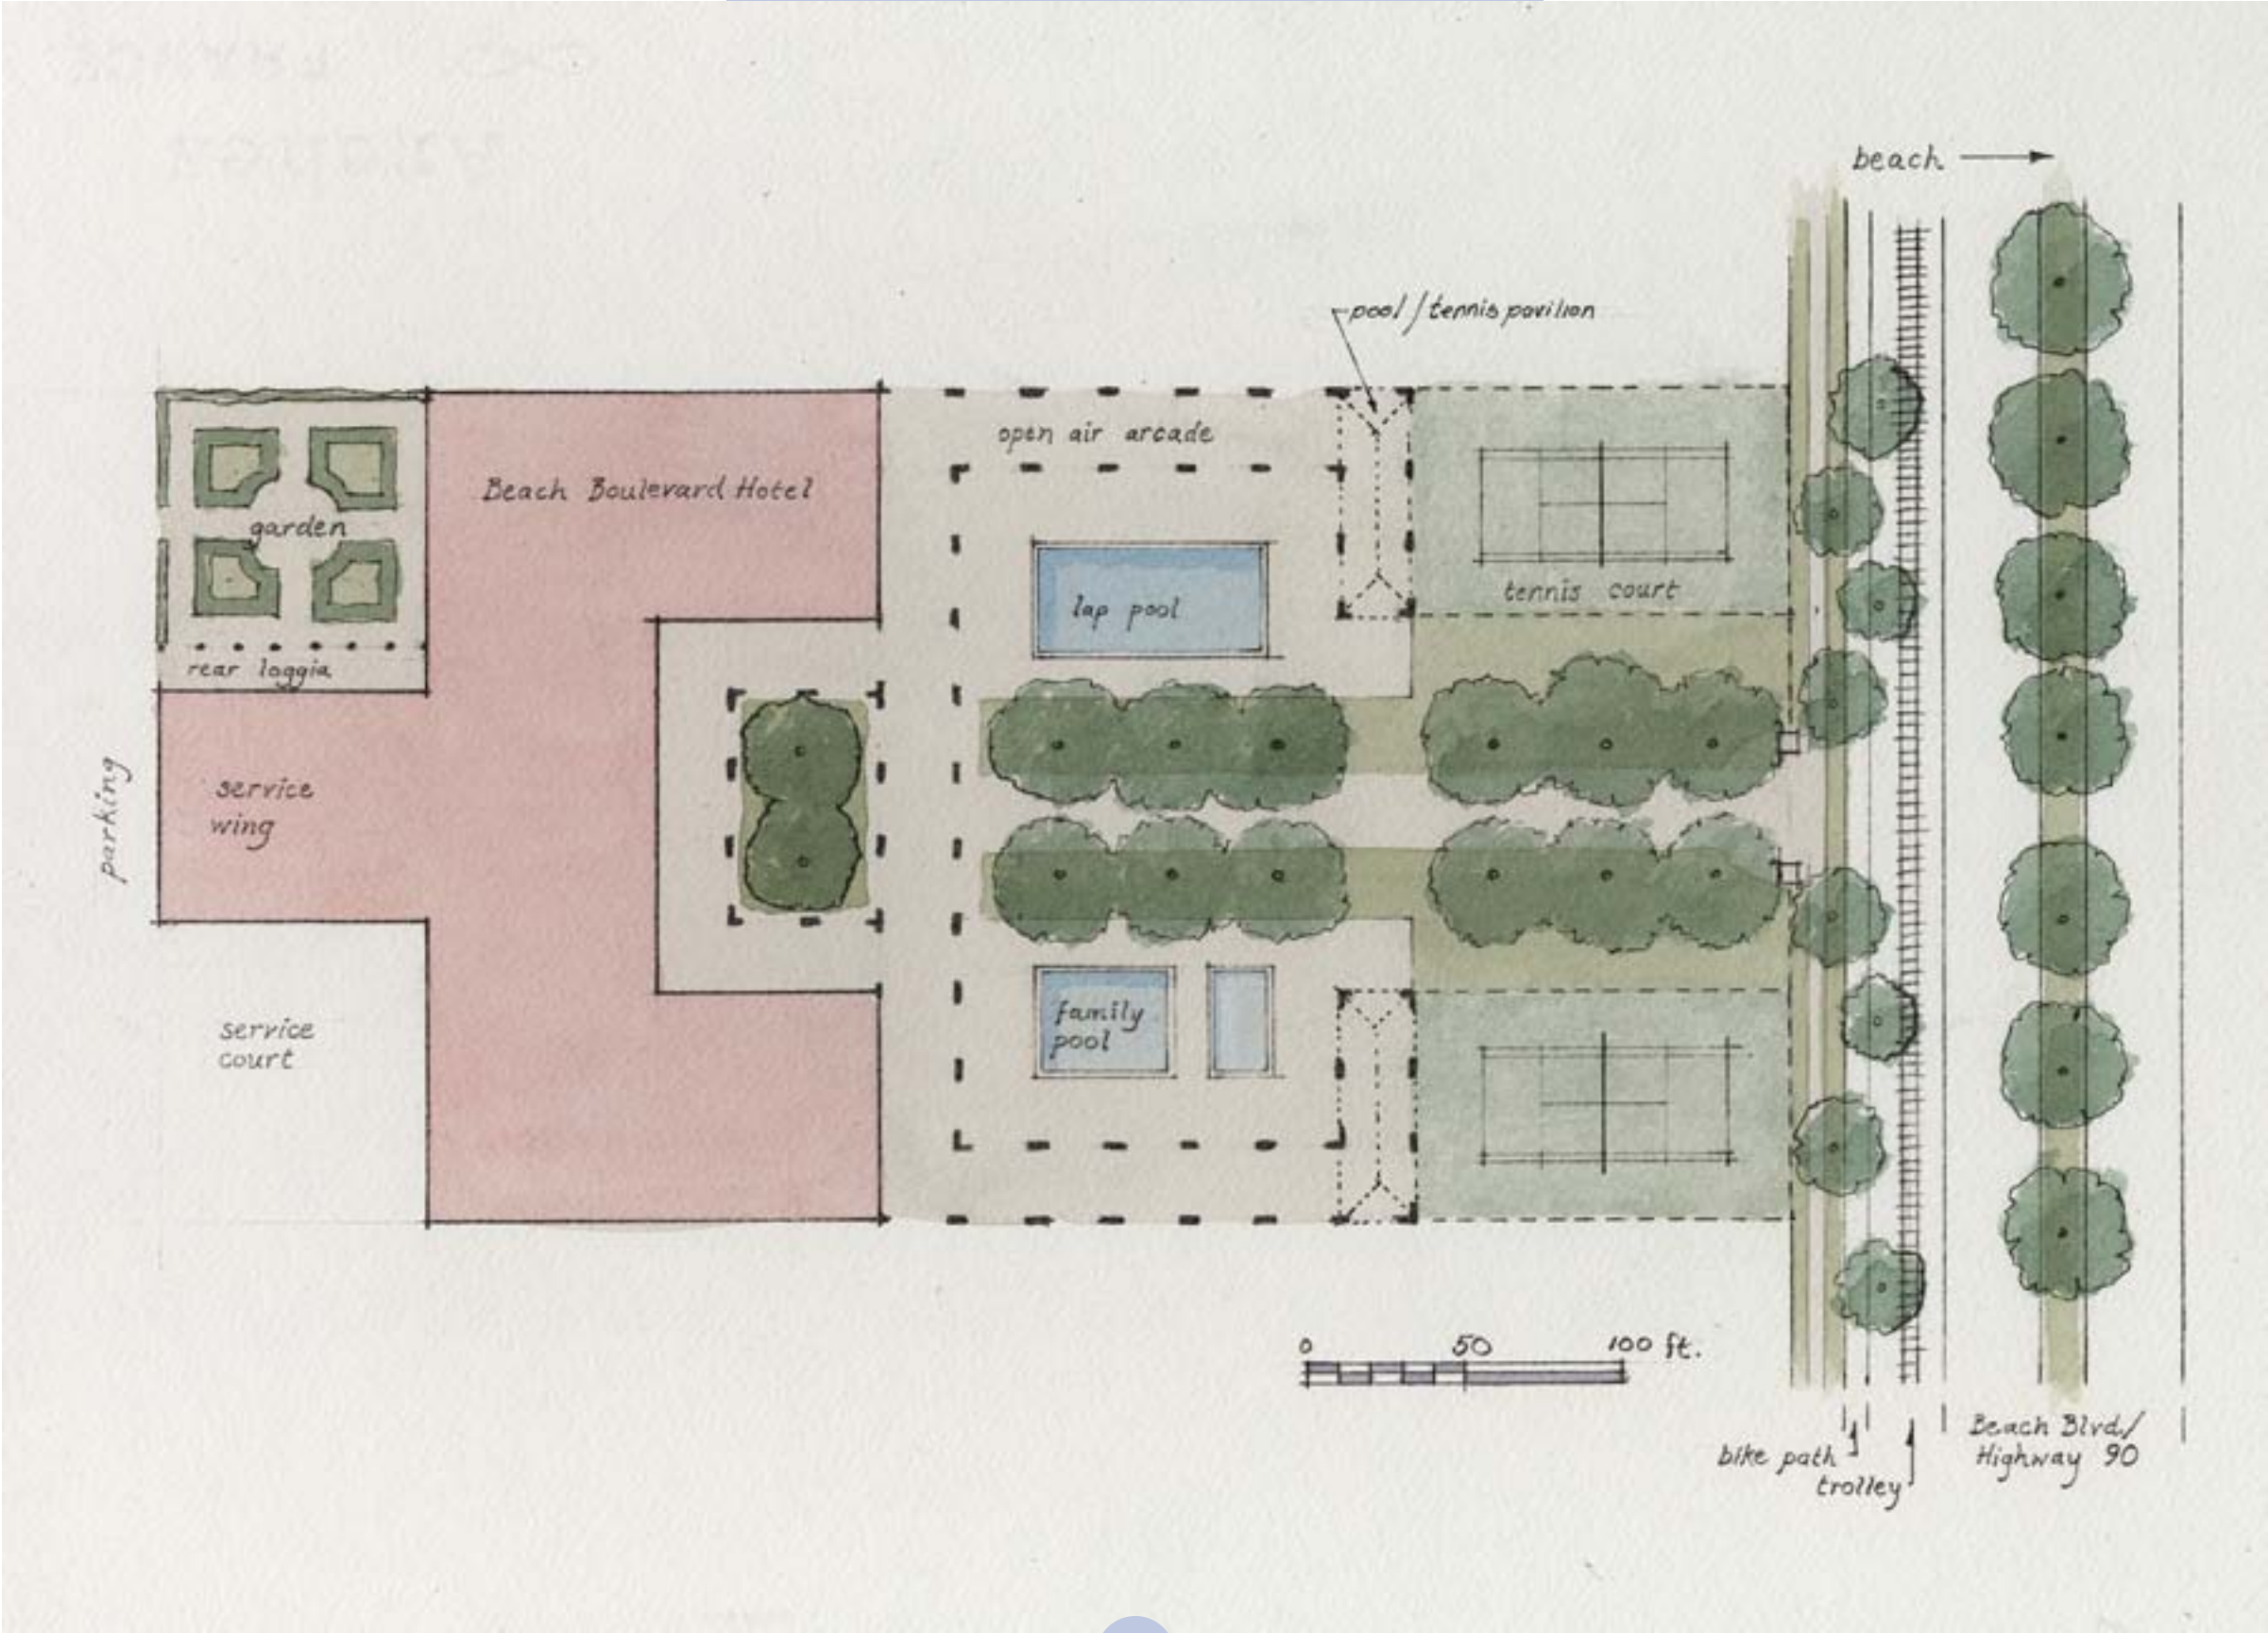 beach
pool/tennis pavilion
open air arcade
Beach Boulevard Hotel
garden
tennis court
lap pool
rear loggia
parking
service
wing
family
pool
service
court
0 50 100 ft.
Beach Blvd/
Highway 90
bike path
trolley